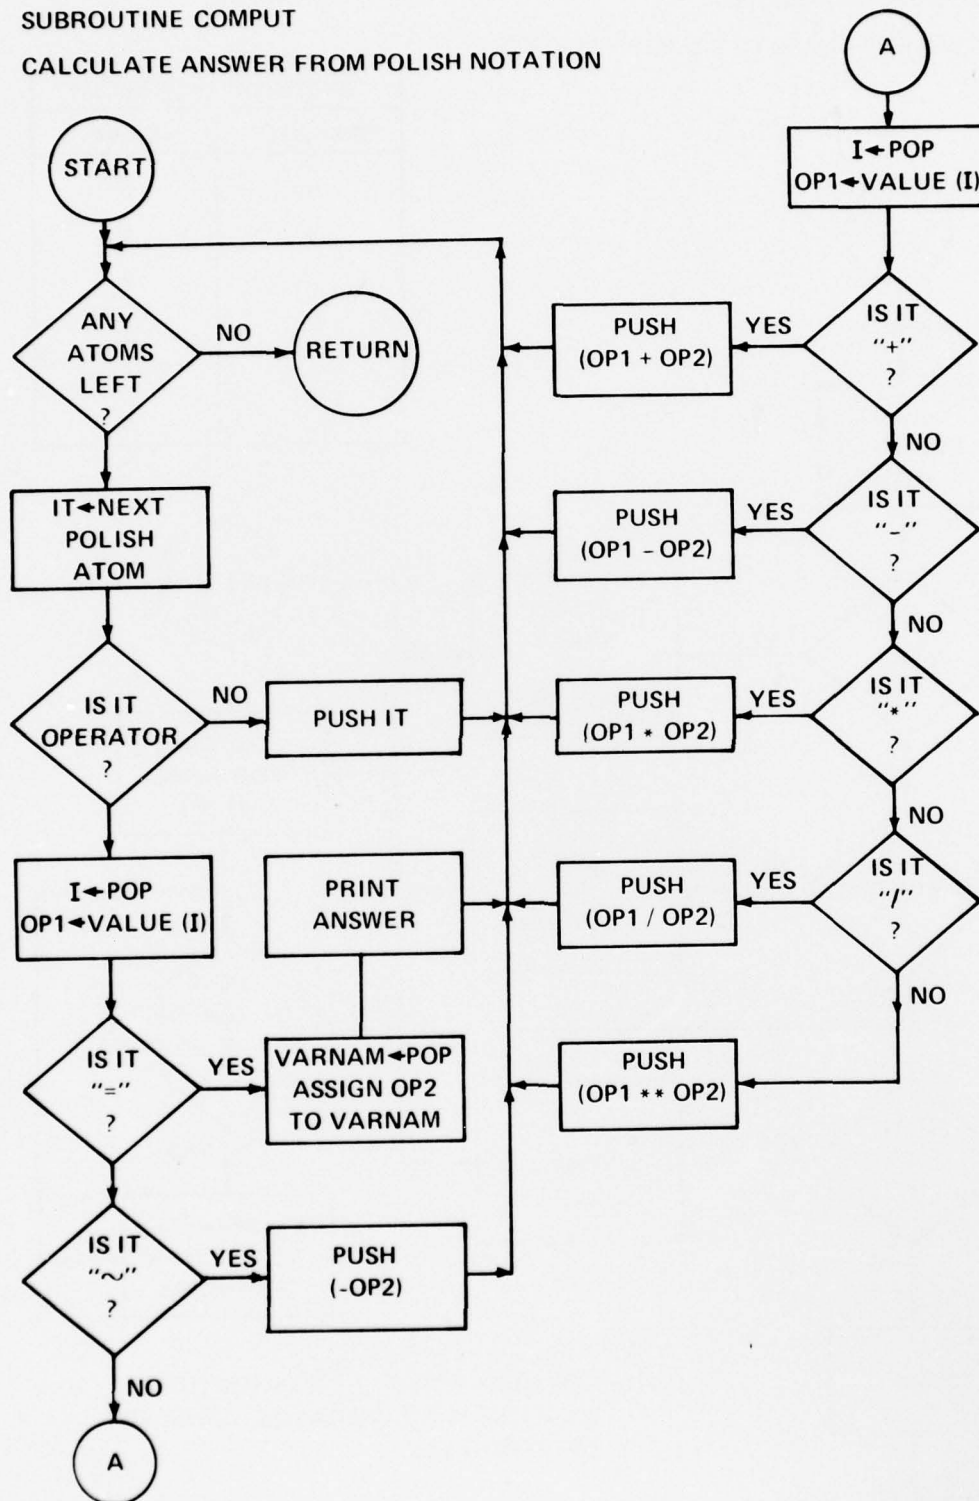 SUBROUTINE COMPUT
CALCULATE ANSWER FROM POLISH NOTATION
START
ANY
ATOMS
LEFT
?
NO
RETURN
IT←NEXT
POLISH
ATOM
IS IT
OPERATOR
?
NO
PUSH IT
I←POP
OP1←VALUE (I)
PRINT
ANSWER
IS IT
"="
?
YES
VARNAM←POP
ASSIGN OP2
TO VARNAM
IS IT
"~"
?
YES
PUSH
(-OP2)
NO
A
A
I←POP
OP1←VALUE (I)
IS IT
"+"
?
YES
PUSH
(OP1 + OP2)
NO
IS IT
"-"
?
YES
PUSH
(OP1 - OP2)
NO
IS IT
"*"
?
YES
PUSH
(OP1 * OP2)
NO
IS IT
"/"
?
YES
PUSH
(OP1 / OP2)
NO
PUSH
(OP1 ** OP2)